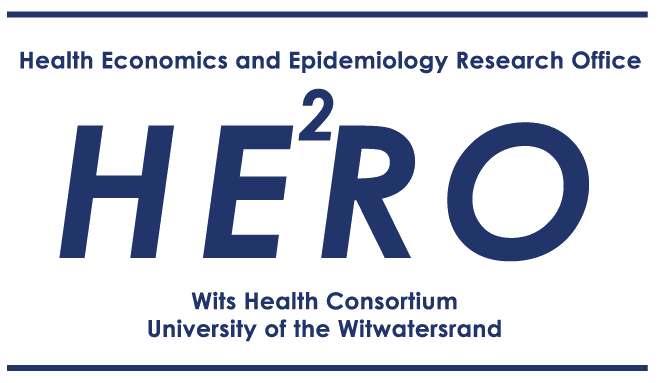 Health Economics and Epidemiology Research Office
HE²RO
Wits Health Consortium
University of the Witwatersrand